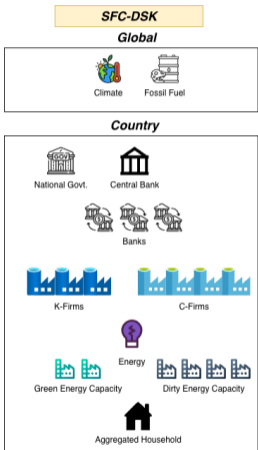 SFC-DSK
Global
Climate Fossil Fuel
Country
National Govt. Central Bank
Banks
K-Firms C-Firms
Energy
Green Energy Capacity Dirty Energy Capacity
Aggregated Household